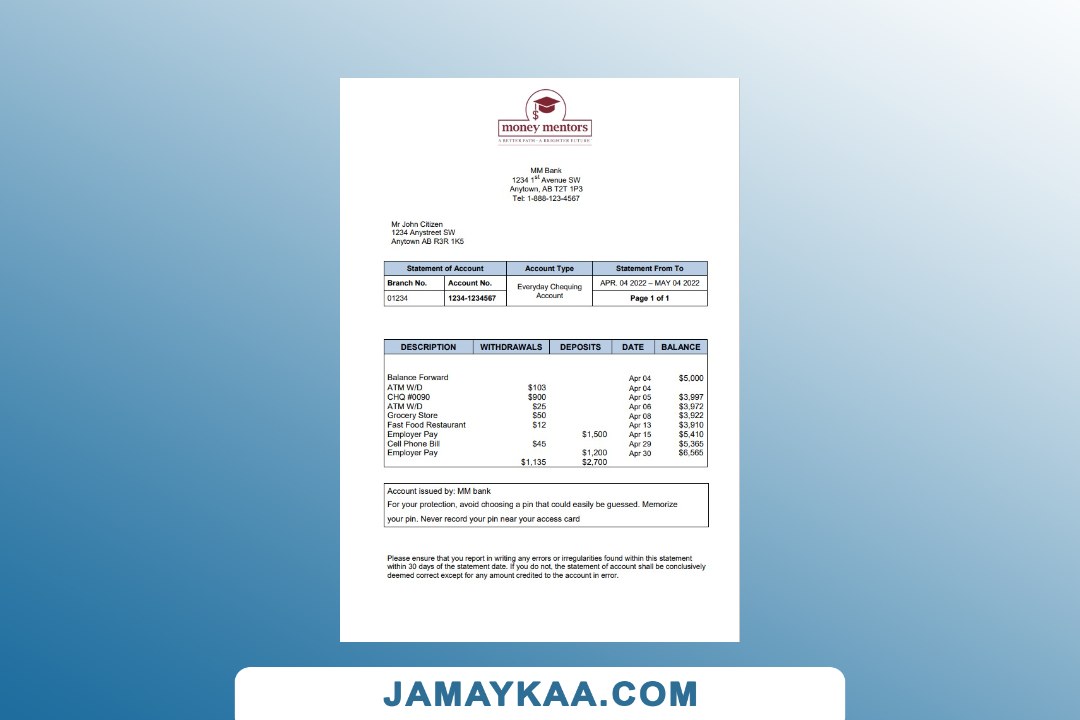 $
money mentors
A BETTER PATH · A BRIGHTER FUTURE
MM Bank
1234 1st Avenue SW
Anytown, AB T2T 1P3
Tel: 1-888-123-4567
Mr John Citizen
1234 Anystreet SW
Anytown AB R3R 1K5
Statement of Account Account Type Statement From To
Branch No. Account No. Everyday Chequing Account APR. 04 2022 – MAY 04 2022
01234 1234-1234567 Page 1 of 1
DESCRIPTION WITHDRAWALS DEPOSITS DATE BALANCE
Balance Forward Apr 04 $5,000
ATM W/D $103 Apr 04
CHQ #0090 $900 Apr 05 $3,997
ATM W/D $25 Apr 06 $3,972
Grocery Store $50 Apr 08 $3,922
Fast Food Restaurant $12 Apr 13 $3,910
Employer Pay $1,500 Apr 15 $5,410
Cell Phone Bill $45 Apr 29 $5,365
Employer Pay $1,200 Apr 30 $6,565
$1,135 $2,700
Account issued by: MM bank
For your protection, avoid choosing a pin that could easily be guessed. Memorize
your pin. Never record your pin near your access card
Please ensure that you report in writing any errors or irregularities found within this statement
within 30 days of the statement date. If you do not, the statement of account shall be conclusively
deemed correct except for any amount credited to the account in error.
JAMAYKAA.COM